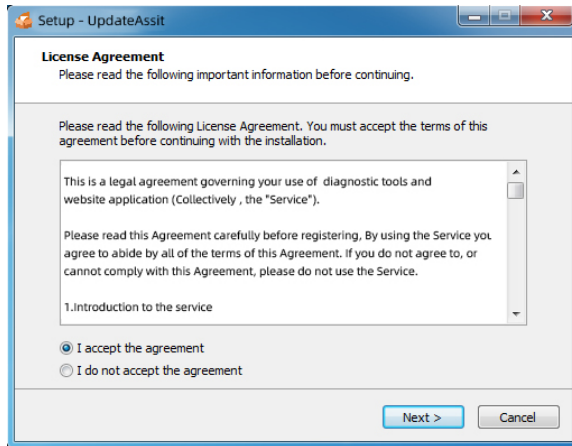 Setup - UpdateAssit
License Agreement
Please read the following important information before continuing.
Please read the following License Agreement. You must accept the terms of this
agreement before continuing with the installation.
This is a legal agreement governing your use of diagnostic tools and
website application (Collectively , the "Service").
Please read this Agreement carefully before registering, By using the Service you
agree to abide by all of the terms of this Agreement. If you do not agree to, or
cannot comply with this Agreement, please do not use the Service.
1.Introduction to the service
I accept the agreement
I do not accept the agreement
Next >
Cancel